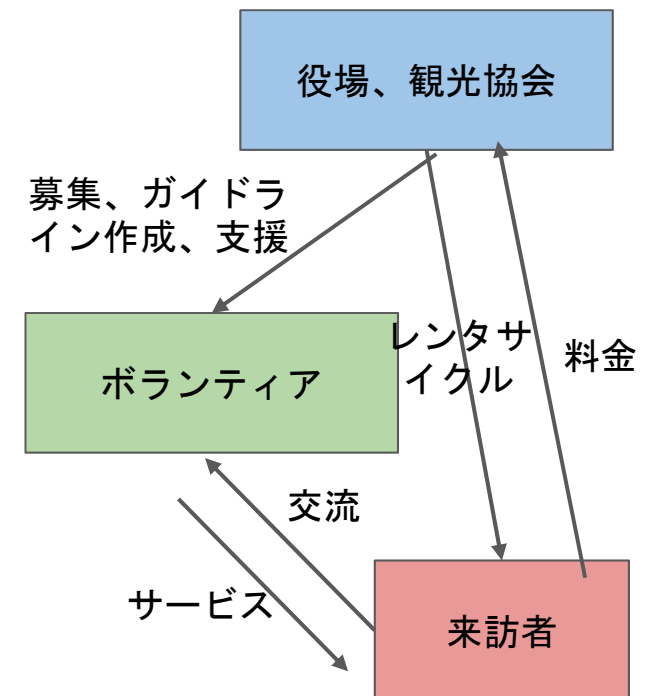 役場、観光協会
募集、ガイドラ
イン作成、支援
ボランティア
レンタサ
イクル
料金
交流
サービス
来訪者